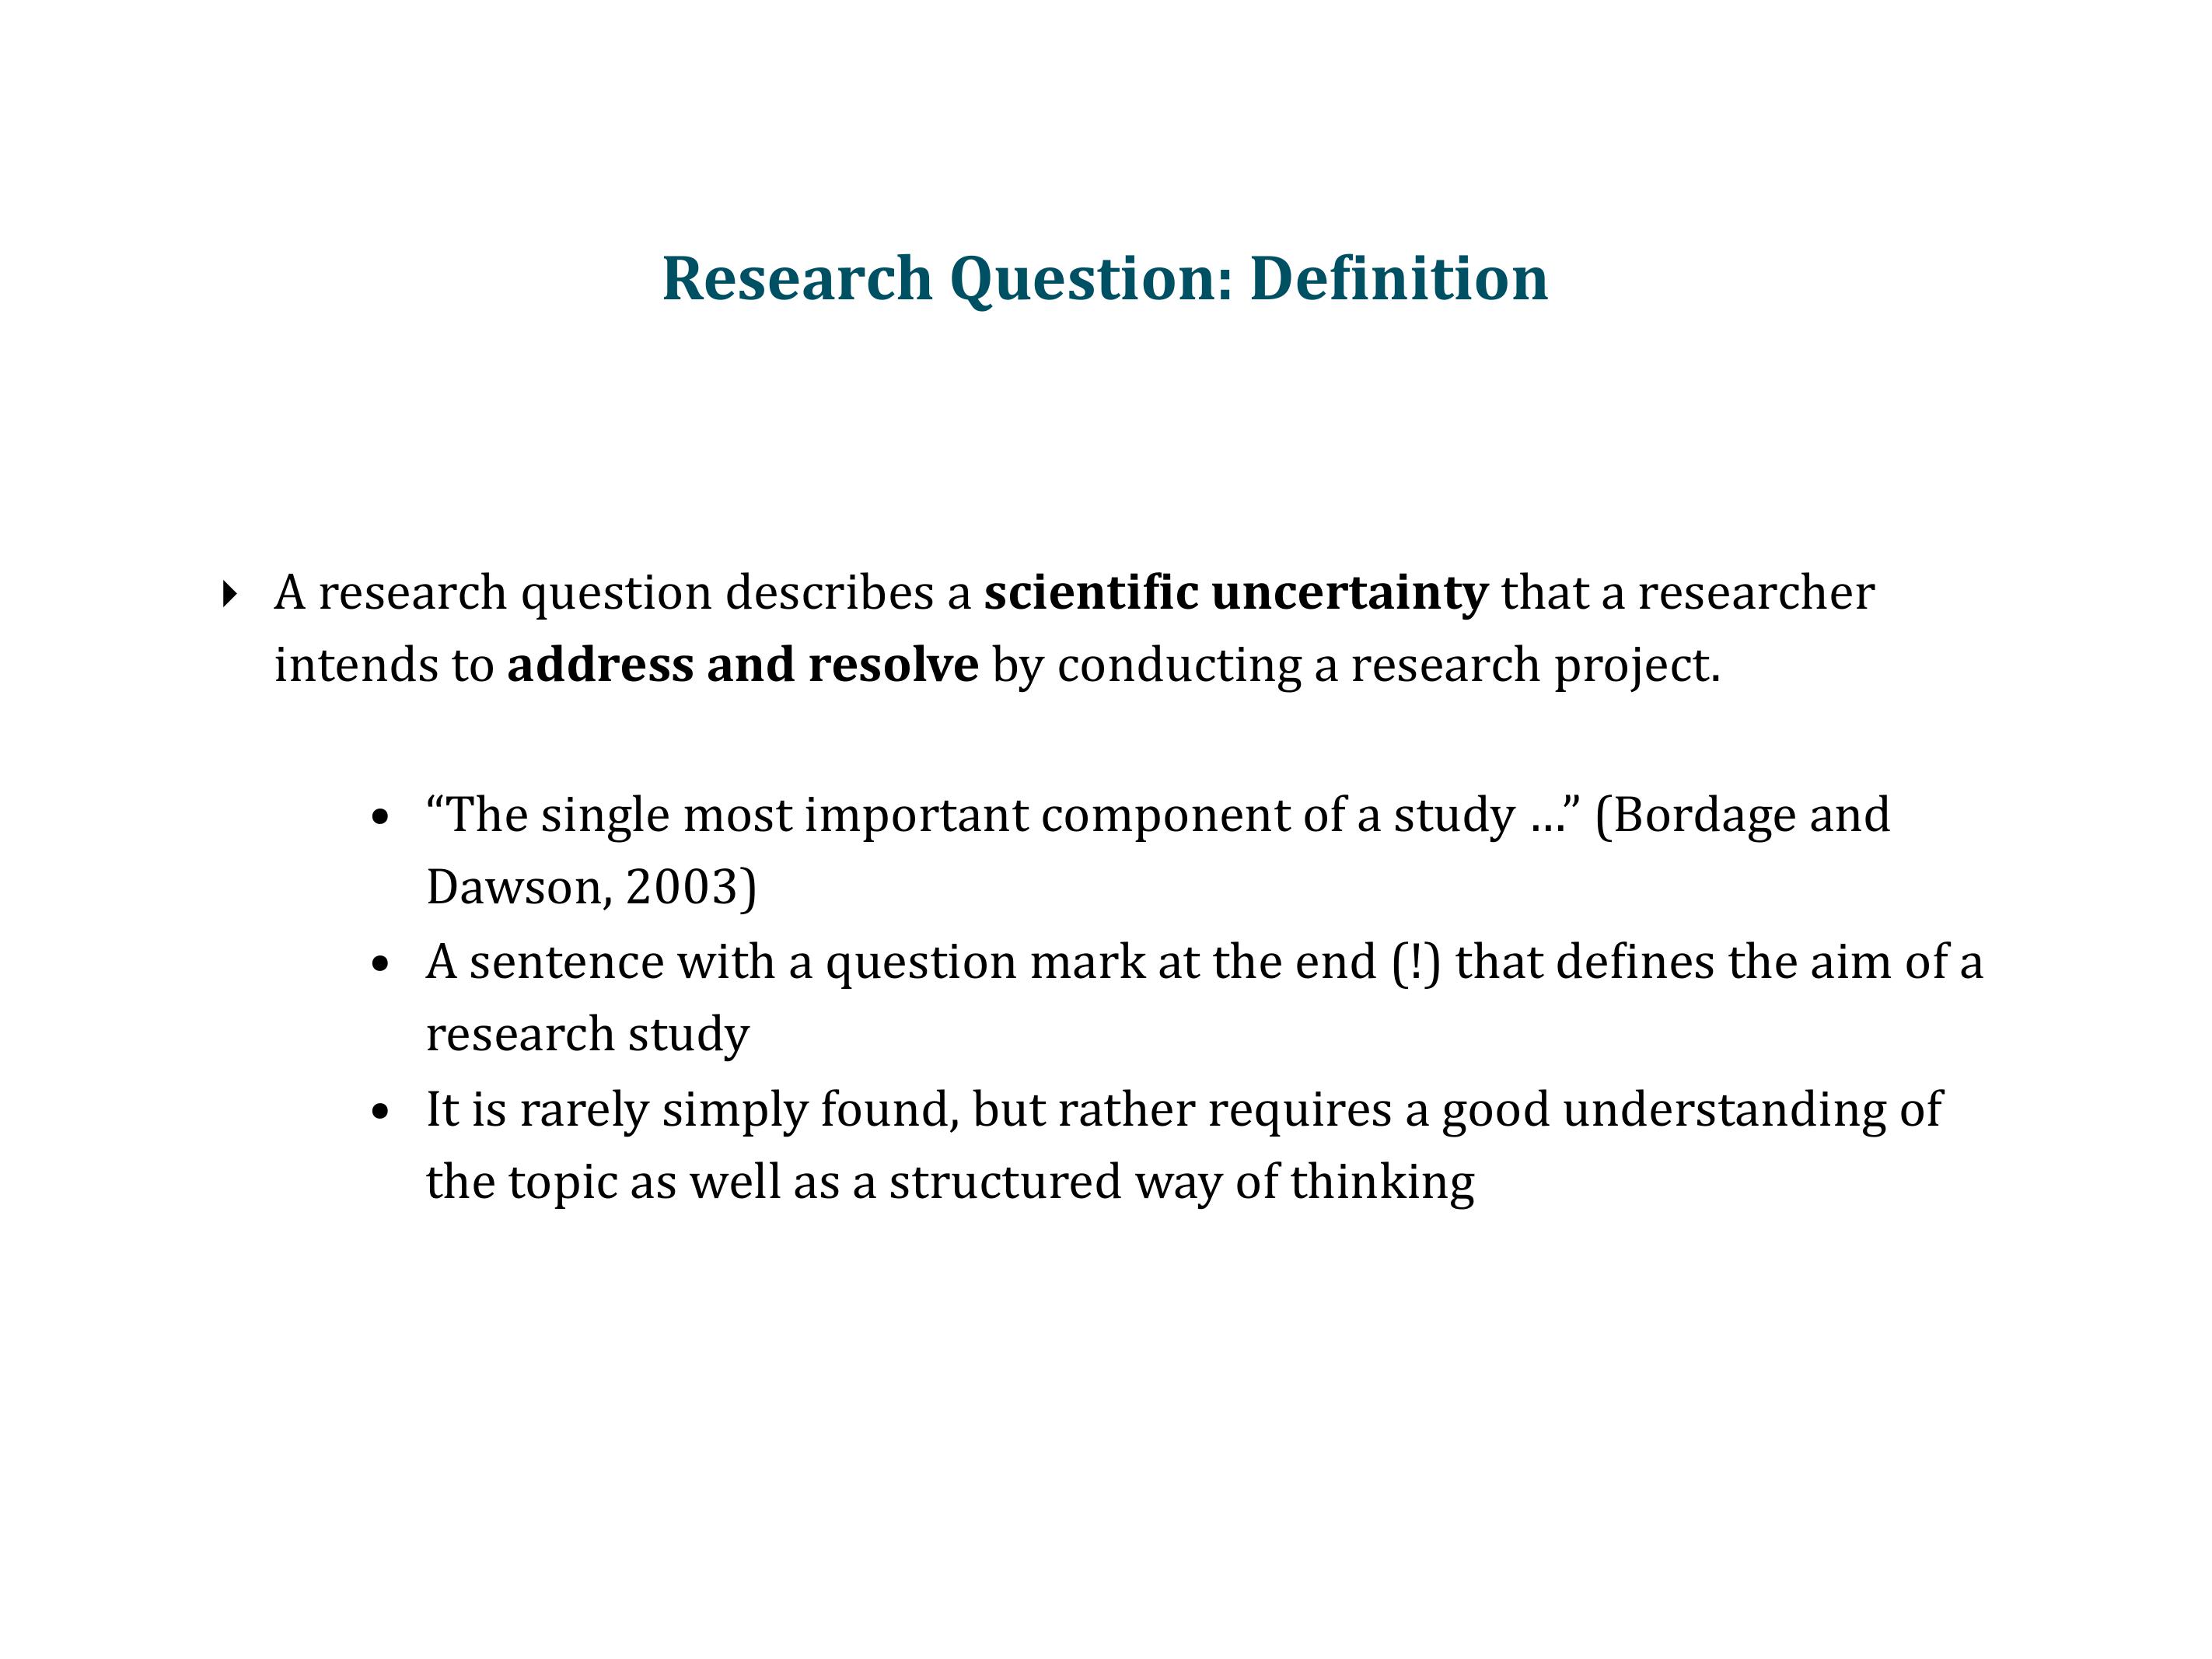 Research Question: Definition
A research question describes a scientific uncertainty that a researcher
intends to address and resolve by conducting a research project.
• “The single most important component of a study …” (Bordage and
Dawson, 2003)
• A sentence with a question mark at the end (!) that defines the aim of a
research study
• It is rarely simply found, but rather requires a good understanding of
the topic as well as a structured way of thinking